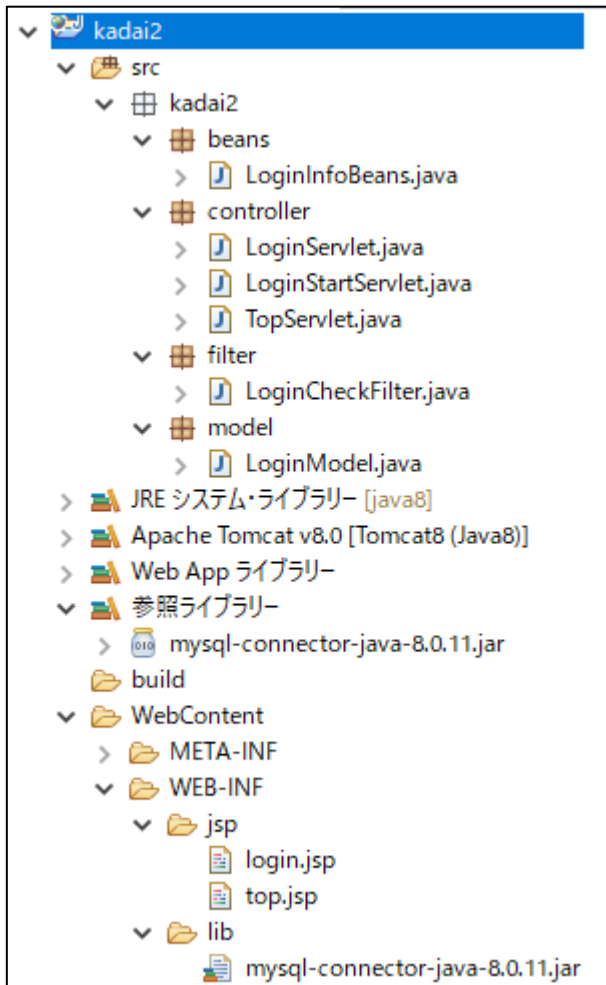 kadai2
src
kadai2
beans
LoginInfoBeans.java
controller
LoginServlet.java
LoginStartServlet.java
TopServlet.java
filter
LoginCheckFilter.java
model
LoginModel.java
JRE システム・ライブラリー [java8]
Apache Tomcat v8.0 [Tomcat8 (Java8)]
Web App ライブラリー
参照ライブラリー
mysql-connector-java-8.0.11.jar
build
WebContent
META-INF
WEB-INF
jsp
login.jsp
top.jsp
lib
mysql-connector-java-8.0.11.jar